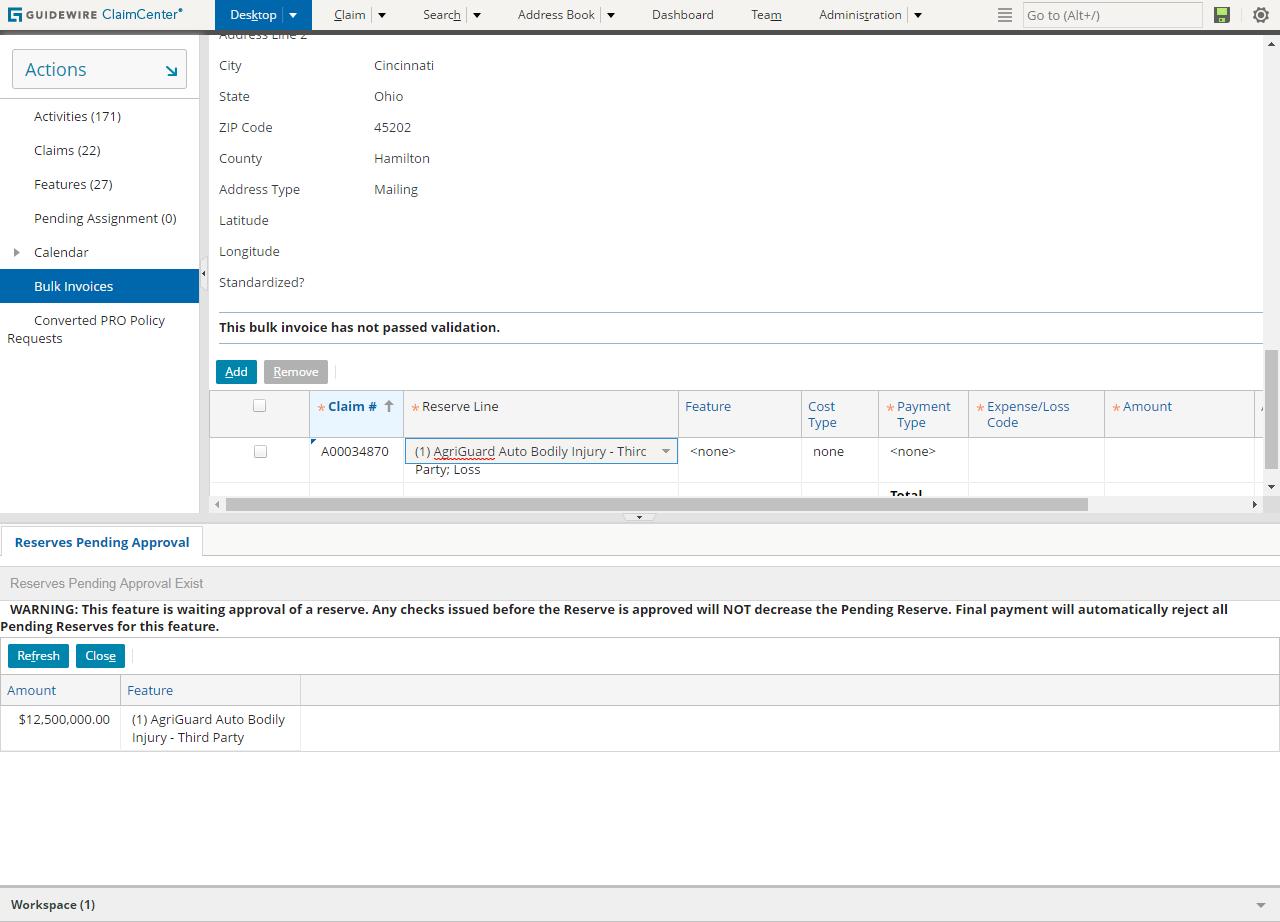 GUIDEWIRE ClaimCenter®
Desktop
Claim
Search
Address Book
Dashboard
Team
Administration
Go to (Alt+/)
Actions
Activities (171)
Claims (22)
Features (27)
Pending Assignment (0)
Calendar
Bulk Invoices
Converted PRO Policy
Requests
Address Line 2
City Cincinnati
State Ohio
ZIP Code 45202
County Hamilton
Address Type Mailing
Latitude
Longitude
Standardized?
This bulk invoice has not passed validation.
Add Remove
* Claim # * Reserve Line Feature Cost * Payment * Expense/Loss * Amount
Type Type Code
A00034870 (1) AgriGuard Auto Bodily Injury - Thirc <none> none <none>
Party; Loss
Total
Reserves Pending Approval
Reserves Pending Approval Exist
WARNING: This feature is waiting approval of a reserve. Any checks issued before the Reserve is approved will NOT decrease the Pending Reserve. Final payment will automatically reject all
Pending Reserves for this feature.
Refresh Close
Amount Feature
$12,500,000.00 (1) AgriGuard Auto Bodily
Injury - Third Party
Workspace (1)